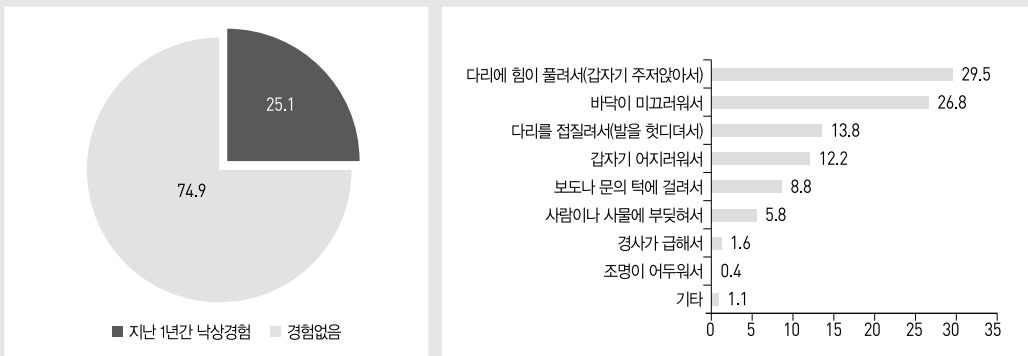 25.1
74.9
지난 1년간 낙상경험 경험없음
다리에 힘이 풀려서(갑자기 주저앉아서) 29.5
바닥이 미끄러워서 26.8
다리를 접질려서(발을 헛디뎌서) 13.8
갑자기 어지러워서 12.2
보도나 문의 턱에 걸려서 8.8
사람이나 사물에 부딪혀서 5.8
경사가 급해서 1.6
조명이 어두워서 0.4
기타 1.1
0 5 10 15 20 25 30 35